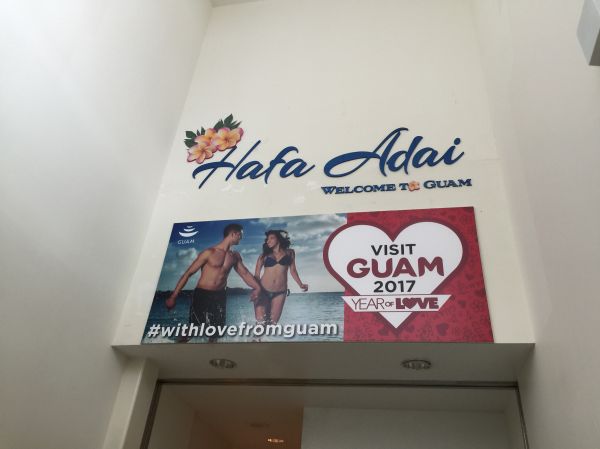 Hafa Adai
WELCOME TO GUAM
GUAM
VISIT
GUAM
2017
YEAR OF LOVE
#withlovefromguam